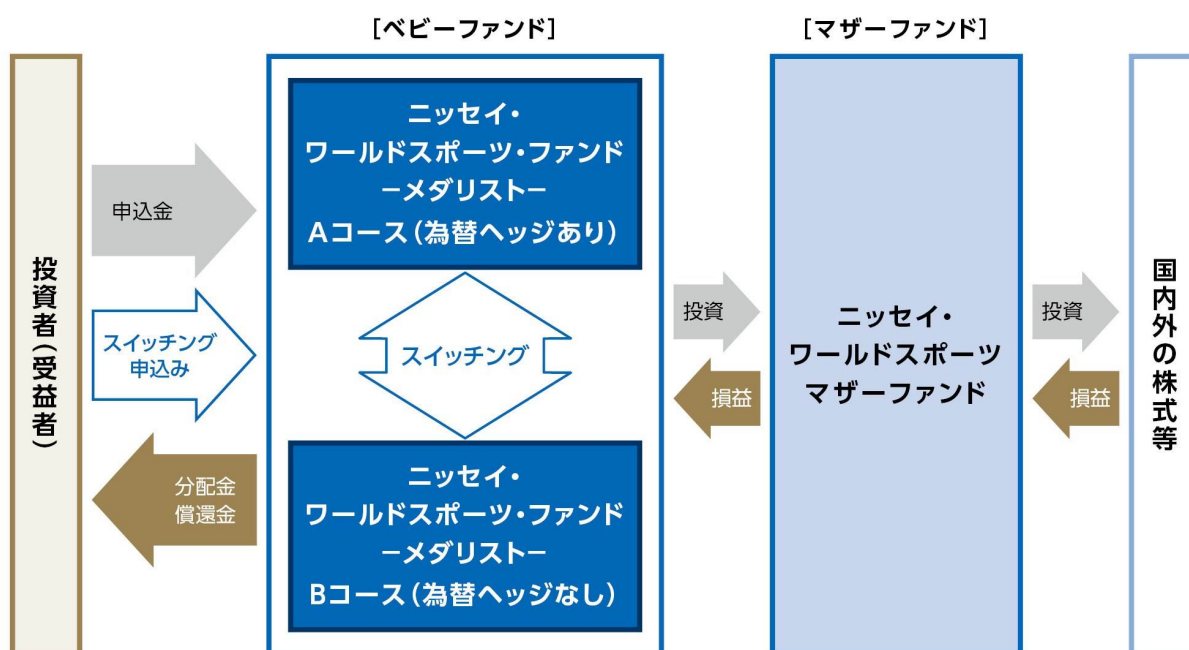 [ベビーファンド]
[マザーファンド]
投資者(受益者)
申込金
スイッチング
申込み
分配金
償還金
ニッセイ・
ワールドスポーツ・ファンド
−メダリスト−
Aコース(為替ヘッジあり)
スイッチング
ニッセイ・
ワールドスポーツ・ファンド
−メダリスト−
Bコース(為替ヘッジなし)
投資
損益
ニッセイ・
ワールドスポーツ
マザーファンド
投資
損益
国内外の株式等